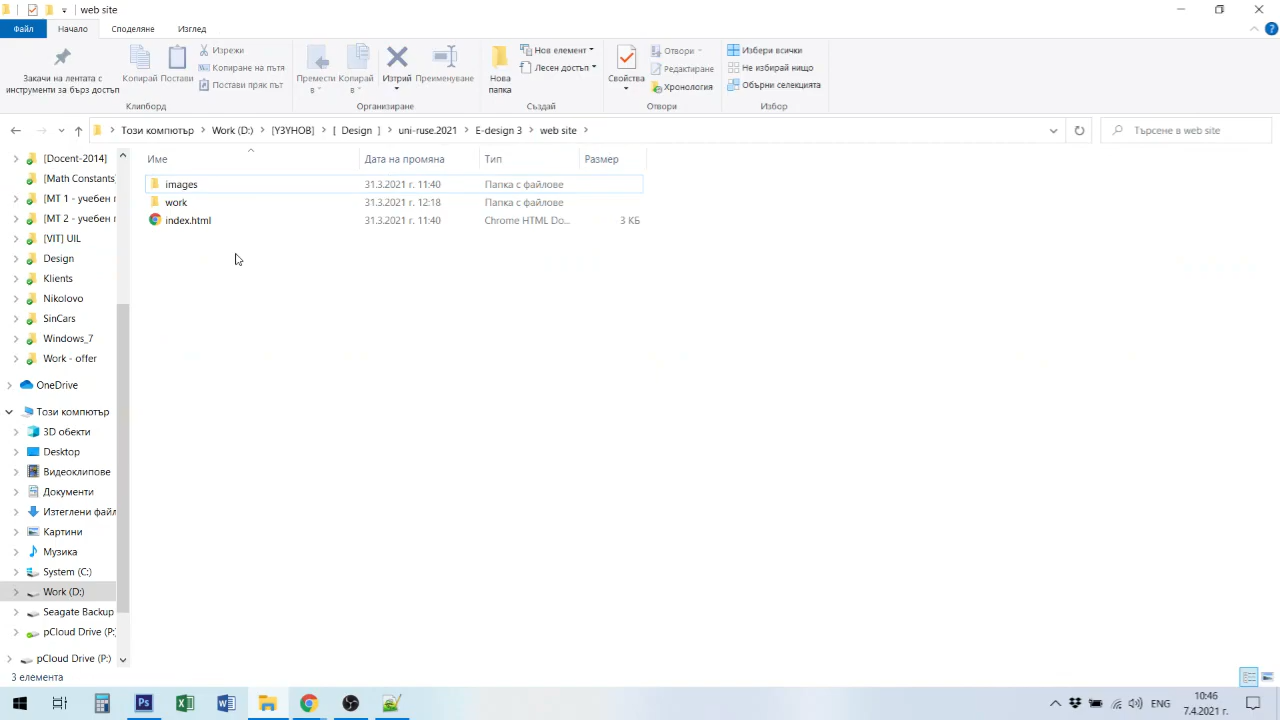 web site
Файл
Начало
Споделяне
Изглед
Закачи на лентата с инструменти за бърз достъп
Копирай
Постави
Изрежи
Копиране на пътя
Постави пряк път
Клипборд
Премести в
Копирай в
Изтрий
Преименуване
Организиране
Нова папка
Нов елемент
Лесен достъп
Създай
Свойства
Отвори
Редактиране
Хронология
Отвори
Избери всички
Не избирай нищо
Обърни селекцията
Избор
Този компютър > Work (D:) > [УЗУНОВ] > [ Design ] > uni-ruse.2021 > E-design 3 > web site >
Търсене в web site
Име
Дата на промяна
Тип
Размер
images 31.3.2021 г. 11:40 Папка с файлове
work 31.3.2021 г. 12:18 Папка с файлове
index.html 31.3.2021 г. 11:40 Chrome HTML Do... 3 КБ
[Docent-2014]
[Math Constants
[МТ 1 - учебен
[МТ 2 - учебен
[VIT] UIL
Design
Klients
Nikolovo
SinCars
Windows_7
Work - offer
OneDrive
Този компютър
3D обекти
Desktop
Видеоклипове
Документи
Изтеглени фай
Картини
Музика
System (C:)
Work (D:)
Seagate Backup
pCloud Drive (P:
pCloud Drive (P:)
3 елемента
Ps
ENG
10:46
7.4.2021 г.